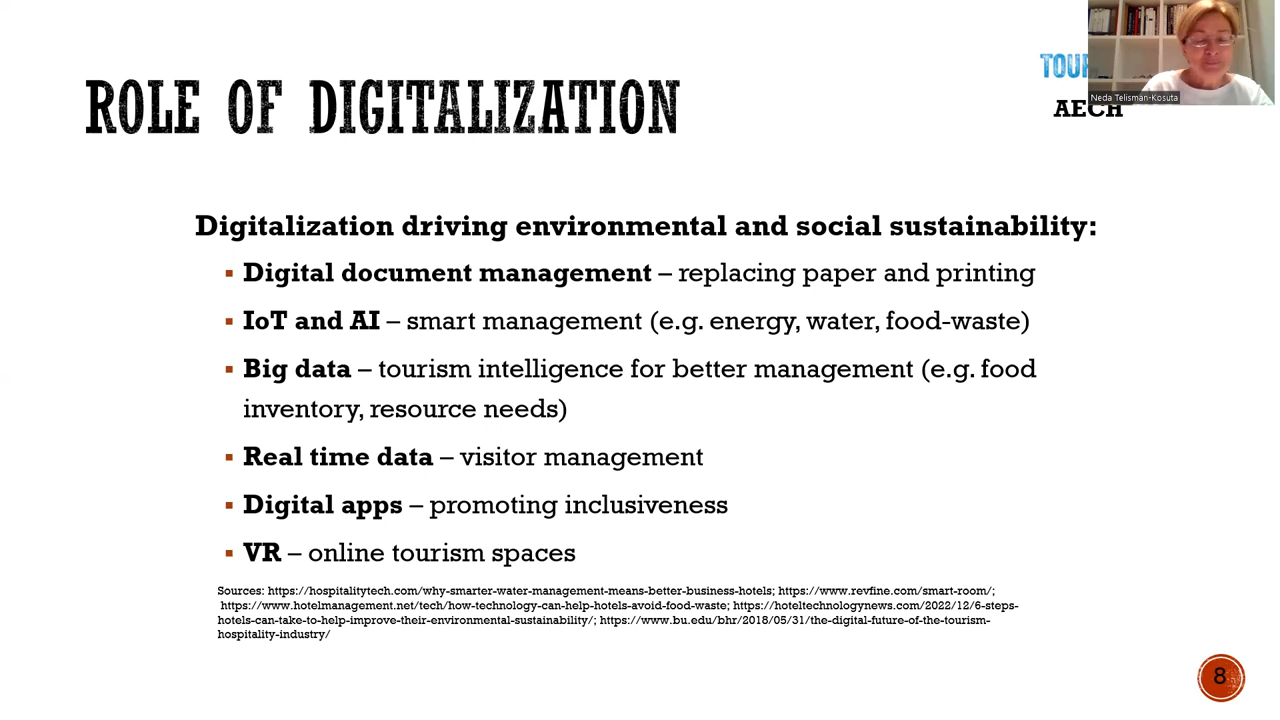 ROLE OF DIGITALIZATION
TOUR
Neda Telisman-Kosuta
AECH
Digitalization driving environmental and social sustainability:
▪ Digital document management – replacing paper and printing
▪ IoT and AI – smart management (e.g. energy, water, food-waste)
▪ Big data – tourism intelligence for better management (e.g. food
inventory, resource needs)
▪ Real time data – visitor management
▪ Digital apps – promoting inclusiveness
▪ VR – online tourism spaces
Sources: https://hospitalitytech.com/why-smarter-water-management-means-better-business-hotels; https://www.revfine.com/smart-room/;
https://www.hotelmanagement.net/tech/how-technology-can-help-hotels-avoid-food-waste; https://hoteltechnologynews.com/2022/12/6-steps-
hotels-can-take-to-help-improve-their-environmental-sustainability/; https://www.bu.edu/bhr/2018/05/31/the-digital-future-of-the-tourism-
hospitality-industry/
8